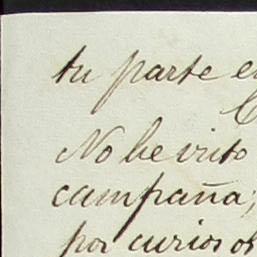 tu parte e
No he visto
campaña;
por curios